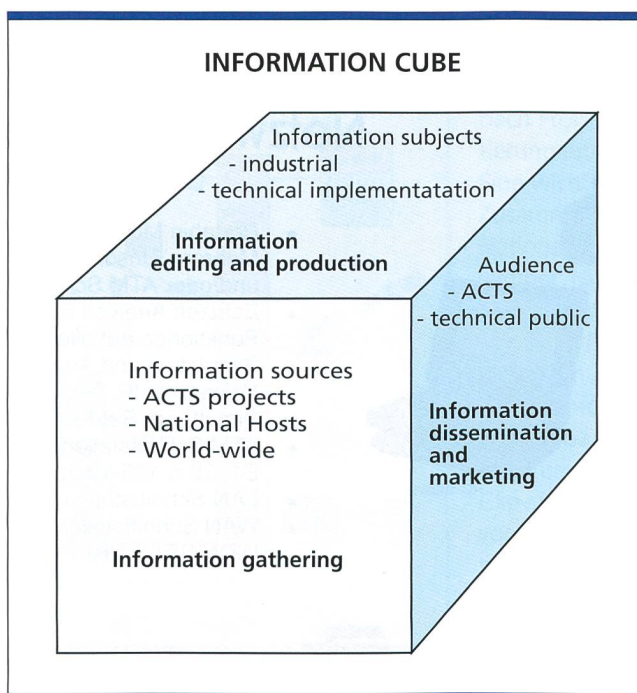 INFORMATION CUBE
Information subjects
- industrial
- technical implementatation
Information
editing and production
Audience
- ACTS
- technical public
Information sources
- ACTS projects
- National Hosts
- World-wide
Information
dissemination
and
marketing
Information gathering